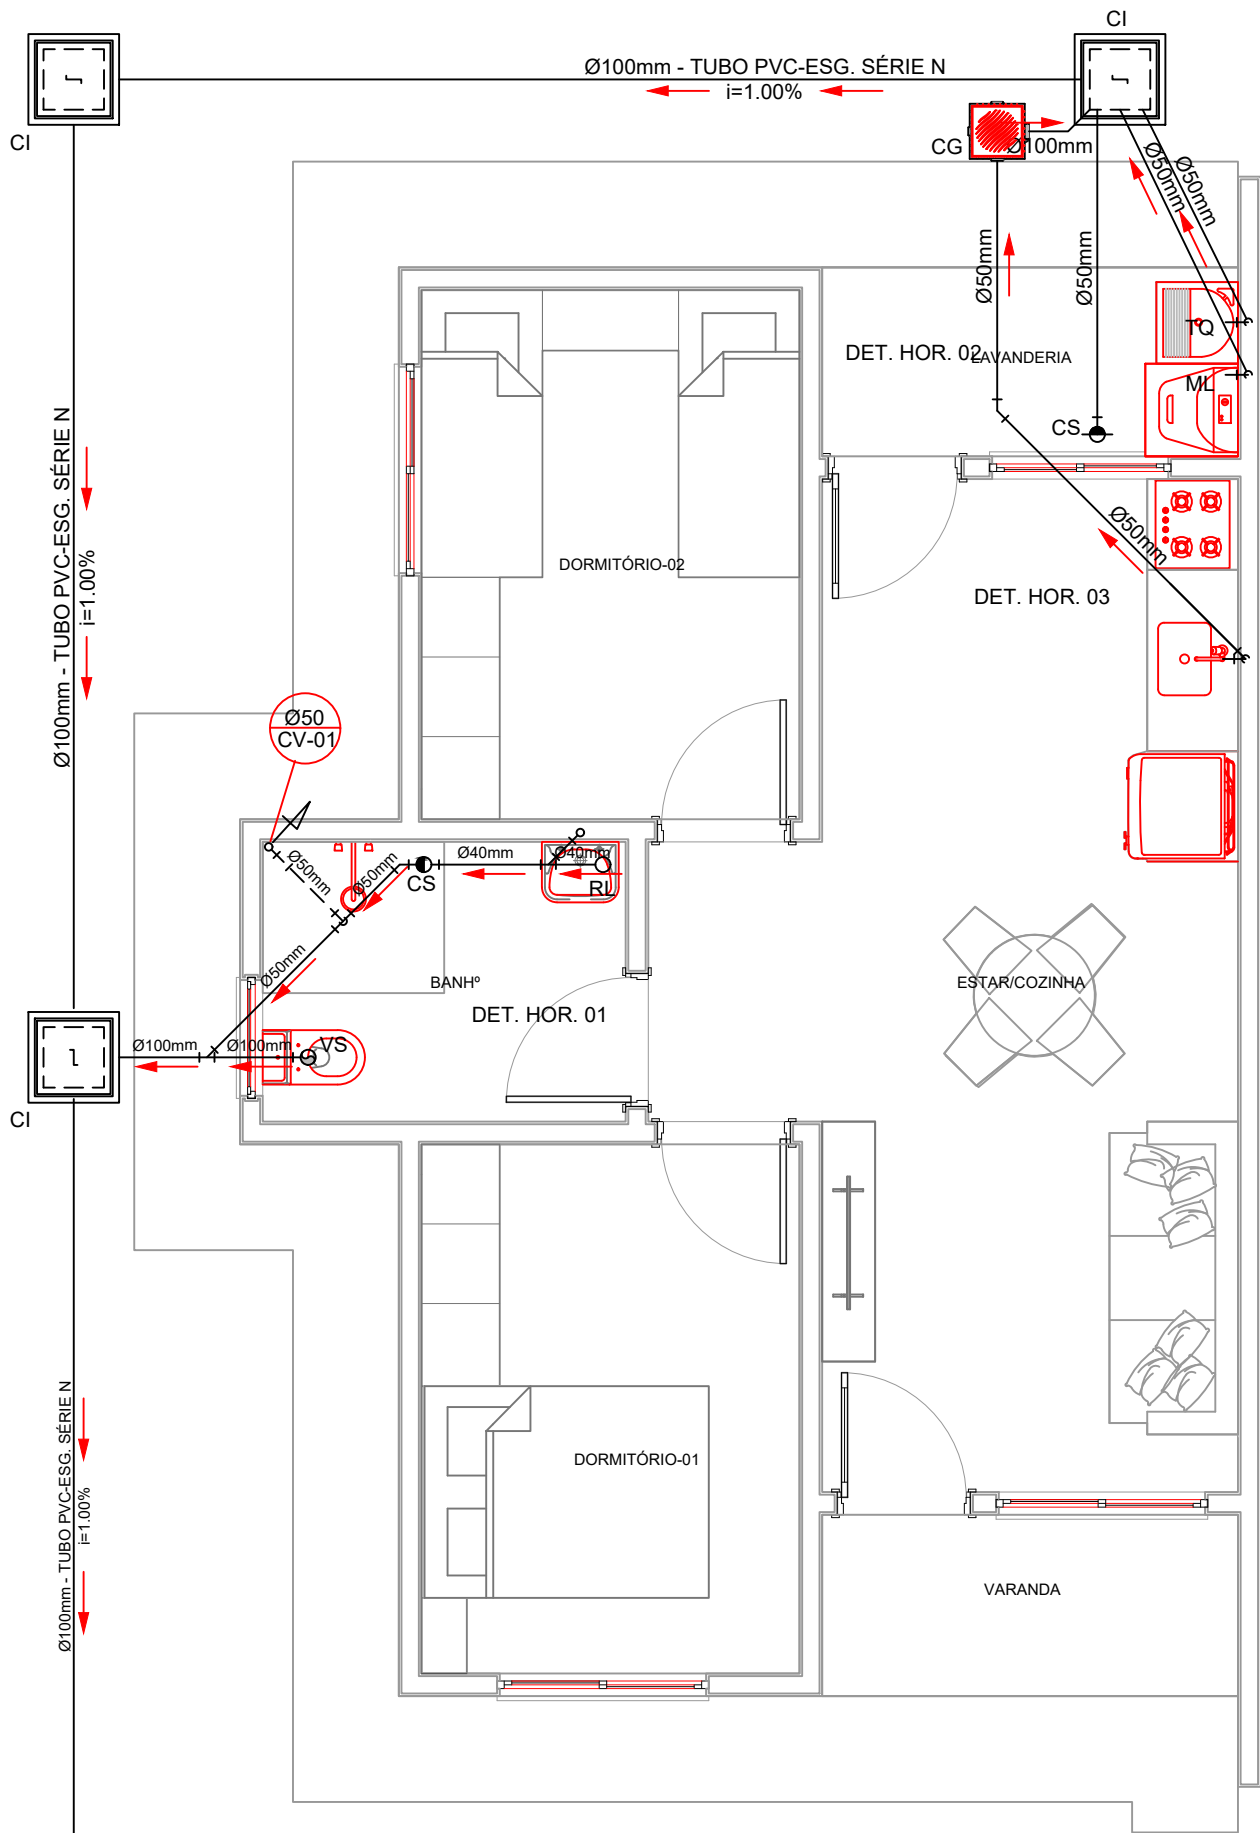 CI
Ø100mm - TUBO PVC-ESG. SÉRIE N
i=1.00%
CI
CG
Ø100mm
Ø50mm
Ø50mm
Ø50mm
Ø50mm
TQ
DET. HOR. 02
LAVANDERIA
ML
CS
Ø100mm - TUBO PVC-ESG. SÉRIE N
i=1.00%
Ø50mm
DORMITÓRIO-02
DET. HOR. 03
Ø50
CV-01
Ø50mm
Ø50mm
CS
Ø40mm
Ø40mm
RL
Ø50mm
BANHº
ESTAR/COZINHA
DET. HOR. 01
Ø100mm
Ø100mm
VS
CI
Ø100mm - TUBO PVC-ESG. SÉRIE N
i=1.00%
DORMITÓRIO-01
VARANDA